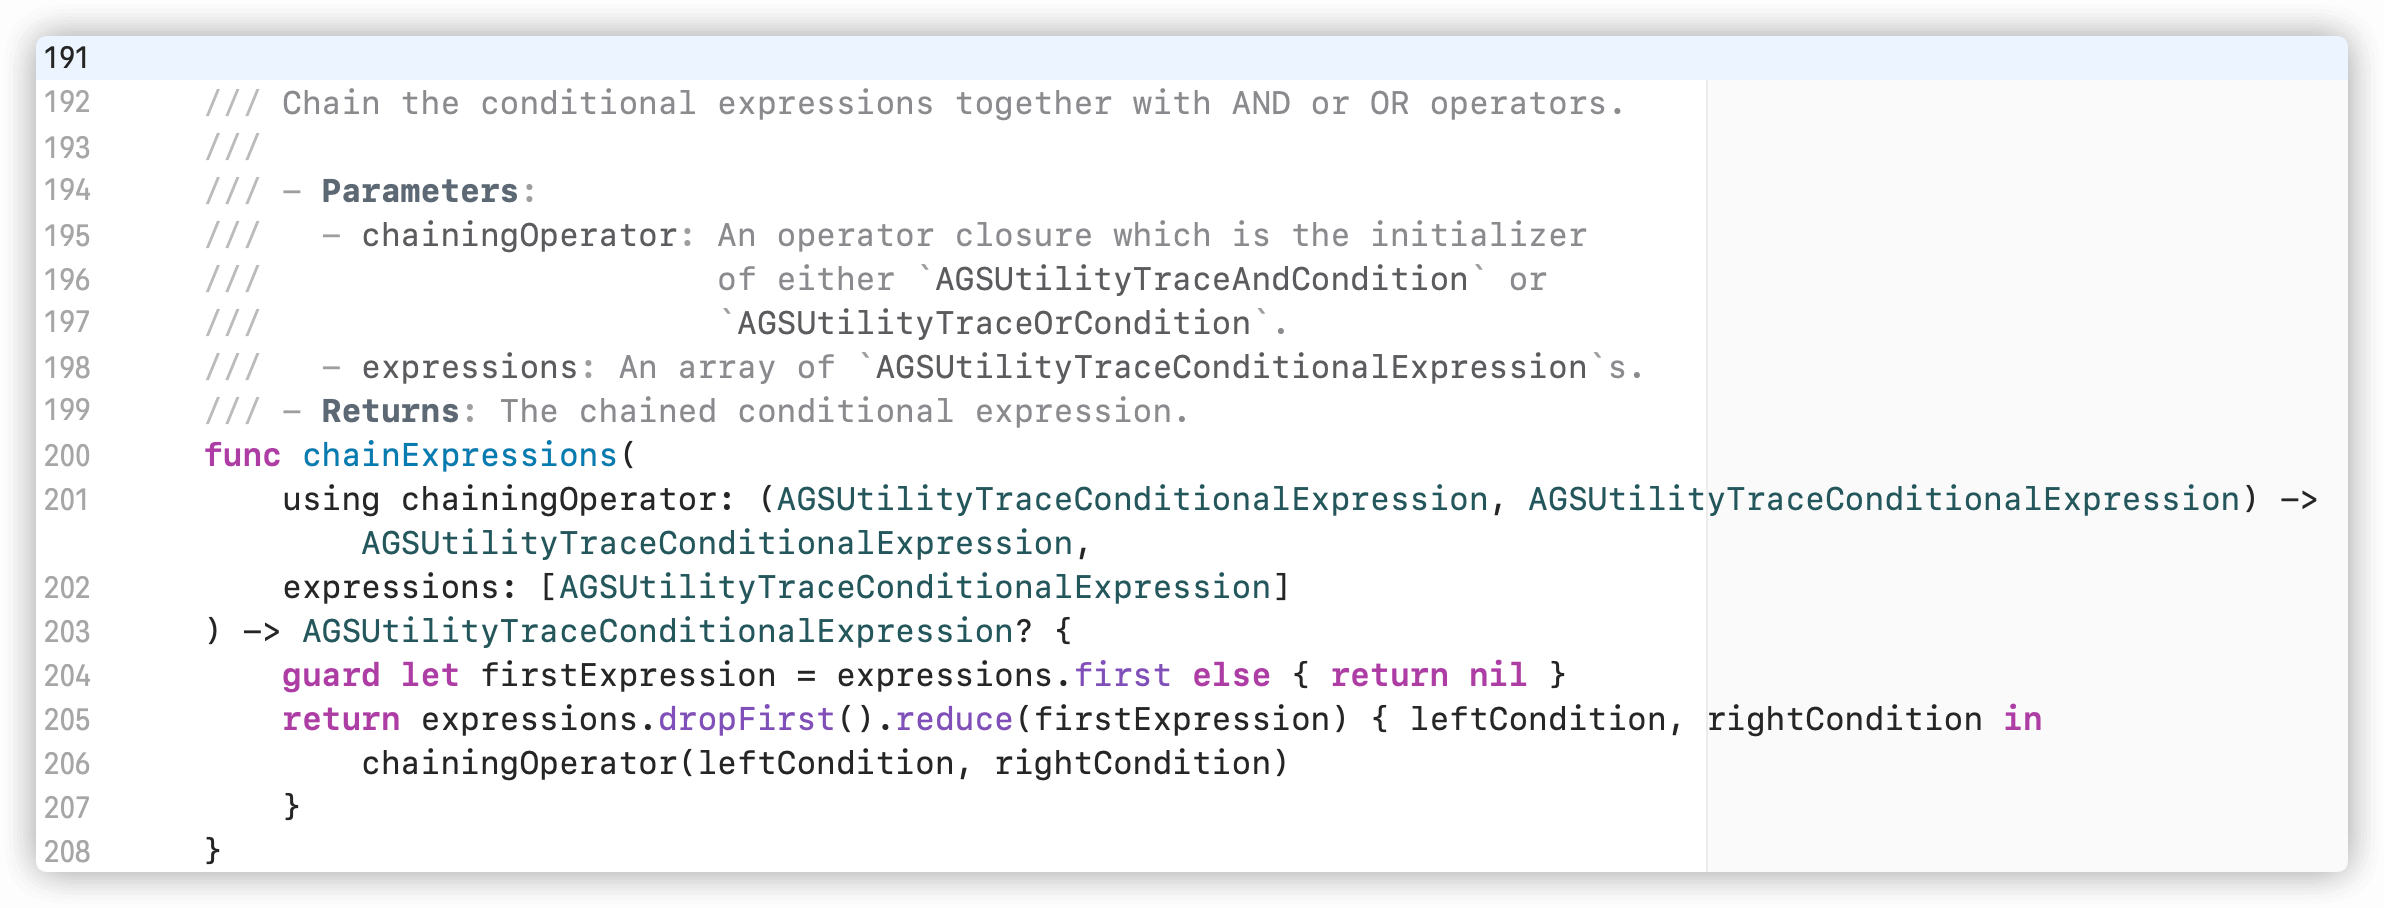 191
192 /// Chain the conditional expressions together with AND or OR operators.
193 ///
194 /// - Parameters:
195 ///   - chainingOperator: An operator closure which is the initializer
196 ///                       of either `AGSUtilityTraceAndCondition` or
197 ///                       `AGSUtilityTraceOrCondition`.
198 ///   - expressions: An array of `AGSUtilityTraceConditionalExpression`s.
199 /// - Returns: The chained conditional expression.
200 func chainExpressions(
201     using chainingOperator: (AGSUtilityTraceConditionalExpression, AGSUtilityTraceConditionalExpression) ->
            AGSUtilityTraceConditionalExpression,
202     expressions: [AGSUtilityTraceConditionalExpression]
203 ) -> AGSUtilityTraceConditionalExpression? {
204     guard let firstExpression = expressions.first else { return nil }
205     return expressions.dropFirst().reduce(firstExpression) { leftCondition, rightCondition in
206         chainingOperator(leftCondition, rightCondition)
207     }
208 }